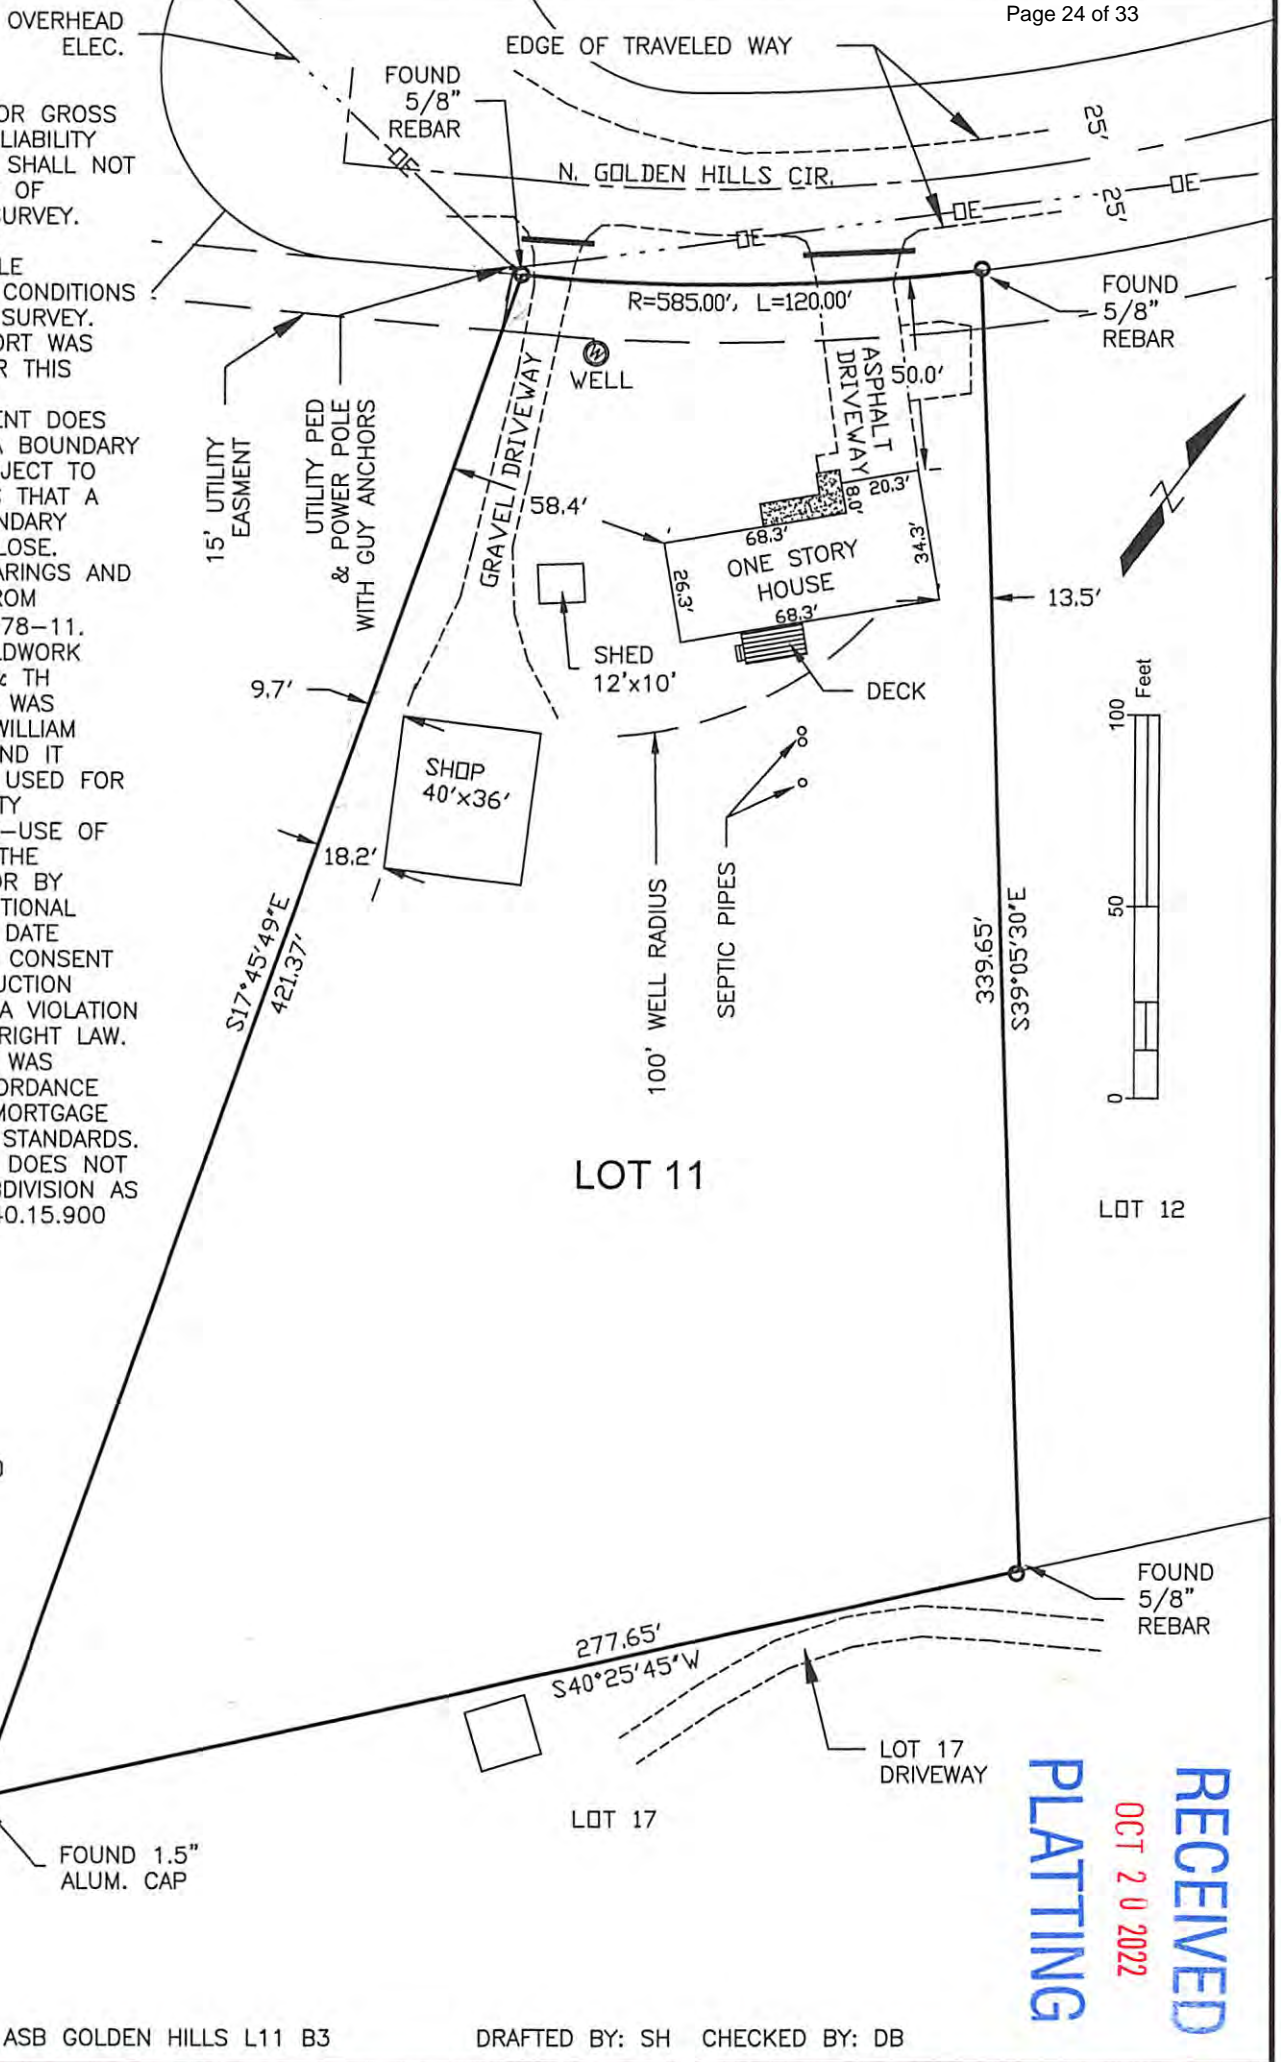 Page 24 of 33
OVERHEAD
ELEC.
EDGE OF TRAVELED WAY
FOUND
5/8"
REBAR
25'
N. GOLDEN HILLS CIR.
OE
OE
OE
25'
OR GROSS
LIABILITY
SHALL NOT
OF
SURVEY.
LE
CONDITIONS
SURVEY.
ORT WAS
R THIS
ENT DOES
A BOUNDARY
JECT TO
THAT A
NDARY
LOSE.
ARINGS AND
ROM
78-11.
LDWORK
& TH
WAS
WILLIAM
ND IT
USED FOR
TY
-USE OF
THE
OR BY
TIONAL
DATE
CONSENT
UCTION
A VIOLATION
RIGHT LAW.
WAS
ORDANCE
MORTGAGE
STANDARDS.
DOES NOT
BDIVISION AS
40.15.900
R=585.00', L=120.00'
FOUND
5/8"
REBAR
W
WELL
15' UTILITY
EASMENT
UTILITY PED
& POWER POLE
WITH GUY ANCHORS
GRAVEL DRIVEWAY
ASPHALT
DRIVEWAY
50.0'
58.4'
8.0'
20.3'
68.3'
34.3'
26.3'
ONE STORY
HOUSE
68.3'
13.5'
SHED
12'x10'
DECK
9.7'
SHOP
40'x36'
18.2'
100' WELL RADIUS
SEPTIC PIPES
S17°45'49"E
421.37'
339.65'
S39°05'30"E
0
50
100
Feet
LOT 11
LOT 12
277.65'
S40°25'45"W
FOUND
5/8"
REBAR
LOT 17
DRIVEWAY
LOT 17
FOUND 1.5"
ALUM. CAP
RECEIVED
OCT 20 2022
PLATTING
ASB GOLDEN HILLS L11 B3
DRAFTED BY: SH CHECKED BY: DB